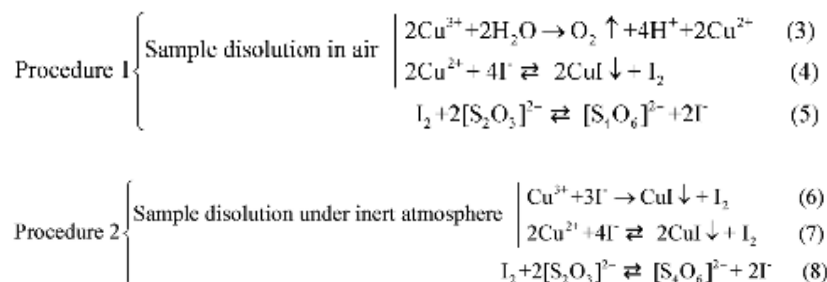 Sample disolution in air 2Cu³⁺+2H₂O → O₂ ↑ +4H⁺+2Cu²⁺ (3)
Procedure 1 2Cu²⁺ + 4I⁻ ⇄ 2CuI ↓ + I₂ (4)
I₂+2[S₂O₃]²⁻ ⇄ [S₄O₆]²⁻ +2I⁻ (5)
Sample disolution under inert atmosphere Cu³⁺+3I⁻ → CuI ↓ + I₂ (6)
Procedure 2 2Cu²⁺+4I⁻ ⇄ 2CuI ↓ + I₂ (7)
I₂+2[S₂O₃]²⁻ ⇄ [S₄O₆]²⁻ + 2I⁻ (8)